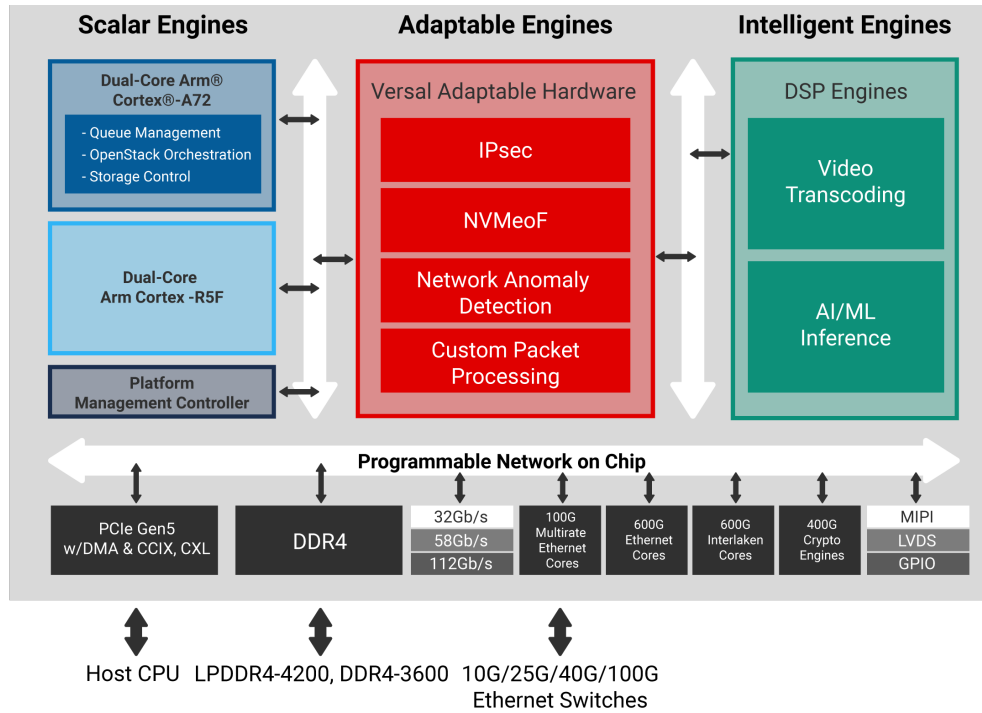 Scalar Engines
Adaptable Engines
Intelligent Engines
Dual-Core Arm®
Cortex®-A72
- Queue Management
- OpenStack Orchestration
- Storage Control
Dual-Core
Arm Cortex -R5F
Platform
Management Controller
Versal Adaptable Hardware
IPsec
NVMeoF
Network Anomaly
Detection
Custom Packet
Processing
DSP Engines
Video
Transcoding
AI/ML
Inference
Programmable Network on Chip
PCIe Gen5
w/DMA & CCIX, CXL
DDR4
32Gb/s
58Gb/s
112Gb/s
100G
Multirate
Ethernet
Cores
600G
Ethernet
Cores
600G
Interlaken
Cores
400G
Crypto
Engines
MIPI
LVDS
GPIO
Host CPU
LPDDR4-4200, DDR4-3600
10G/25G/40G/100G
Ethernet Switches